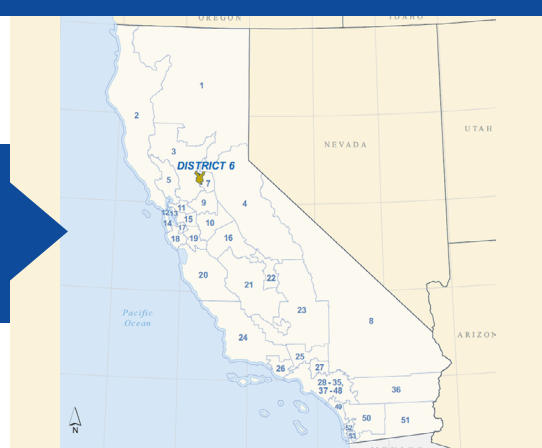 OREGON
IDAHO
1
2
NEVADA
UTAH
3
DISTRICT 6
5
7
4
9
11
12
13
10
15
14
17
18
19
16
20
22
21
23
Pacific
Ocean
8
24
ARIZON
25
26
27
28 - 35,
37 - 48
36
49
50
51
52
53
N